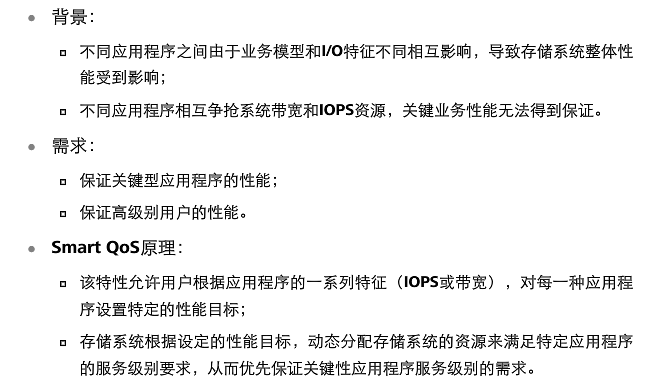 背景：
不同应用程序之间由于业务模型和I/O特征不同相互影响，导致存储系统整体性
能受到影响；
不同应用程序相互争抢系统带宽和IOPS资源，关键业务性能无法得到保证。
需求：
保证关键型应用程序的性能；
保证高级别用户的性能。
Smart QoS原理：
该特性允许用户根据应用程序的一系列特征（IOPS或带宽），对每一种应用程
序设置特定的性能目标；
存储系统根据设定的性能目标，动态分配存储系统的资源来满足特定应用程序
的服务级别要求，从而优先保证关键性应用程序服务级别的需求。